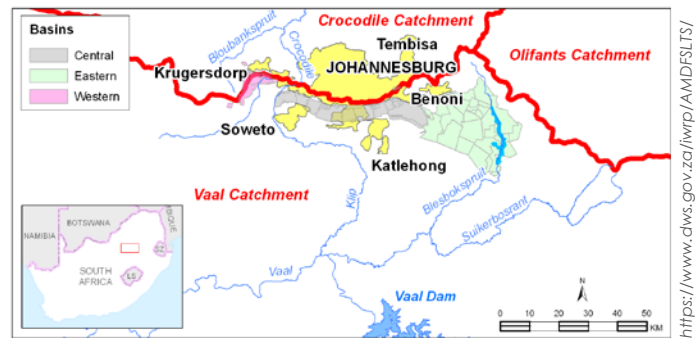 Basins
Central
Eastern
Western
Crocodile Catchment
Olifants Catchment
Vaal Catchment
Bloubankspruit
Crocodile
Tembisa
JOHANNESBURG
Krugersdorp
Benoni
Soweto
Katlehong
Klip
Blesbokspruit
Suikerbosrant
Vaal
Vaal Dam
NAMIBIA
BOTSWANA
SZ
SOUTH
AFRICA
LS
N
0 10 20 30 40 50
KM
https://www.dws.gov.za/iwrp/AMDFSLTS/